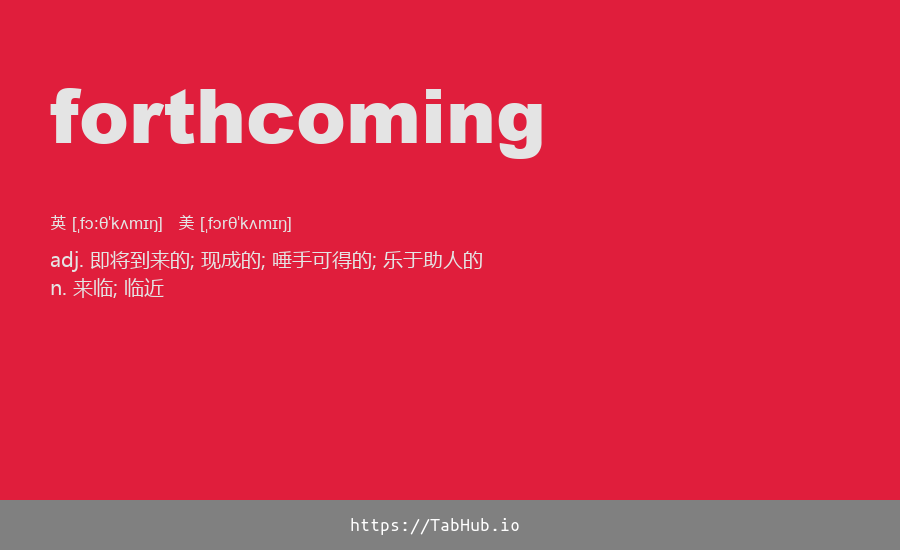 forthcoming
英 [ˌfɔːθˈkʌmɪŋ] 美 [ˌfɔrθˈkʌmɪŋ]
adj. 即将到来的; 现成的; 唾手可得的; 乐于助人的
n. 来临; 临近
https://TabHub.io